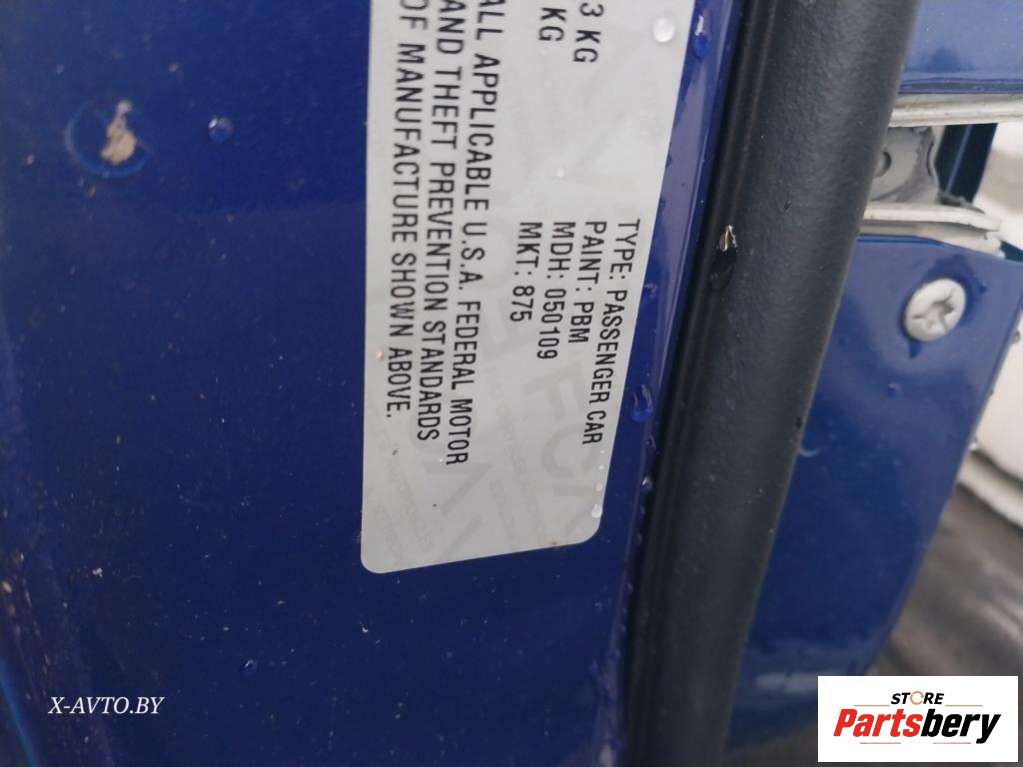 3 KG
KG
TYPE: PASSENGER CAR
PAINT: PBM
MDH: 050109
MKT: 875
ALL APPLICABLE U.S.A. FEDERAL MOTOR
AND THEFT PREVENTION STANDARDS
OF MANUFACTURE SHOWN ABOVE.
X-AVTO.BY
STORE
Partsbery